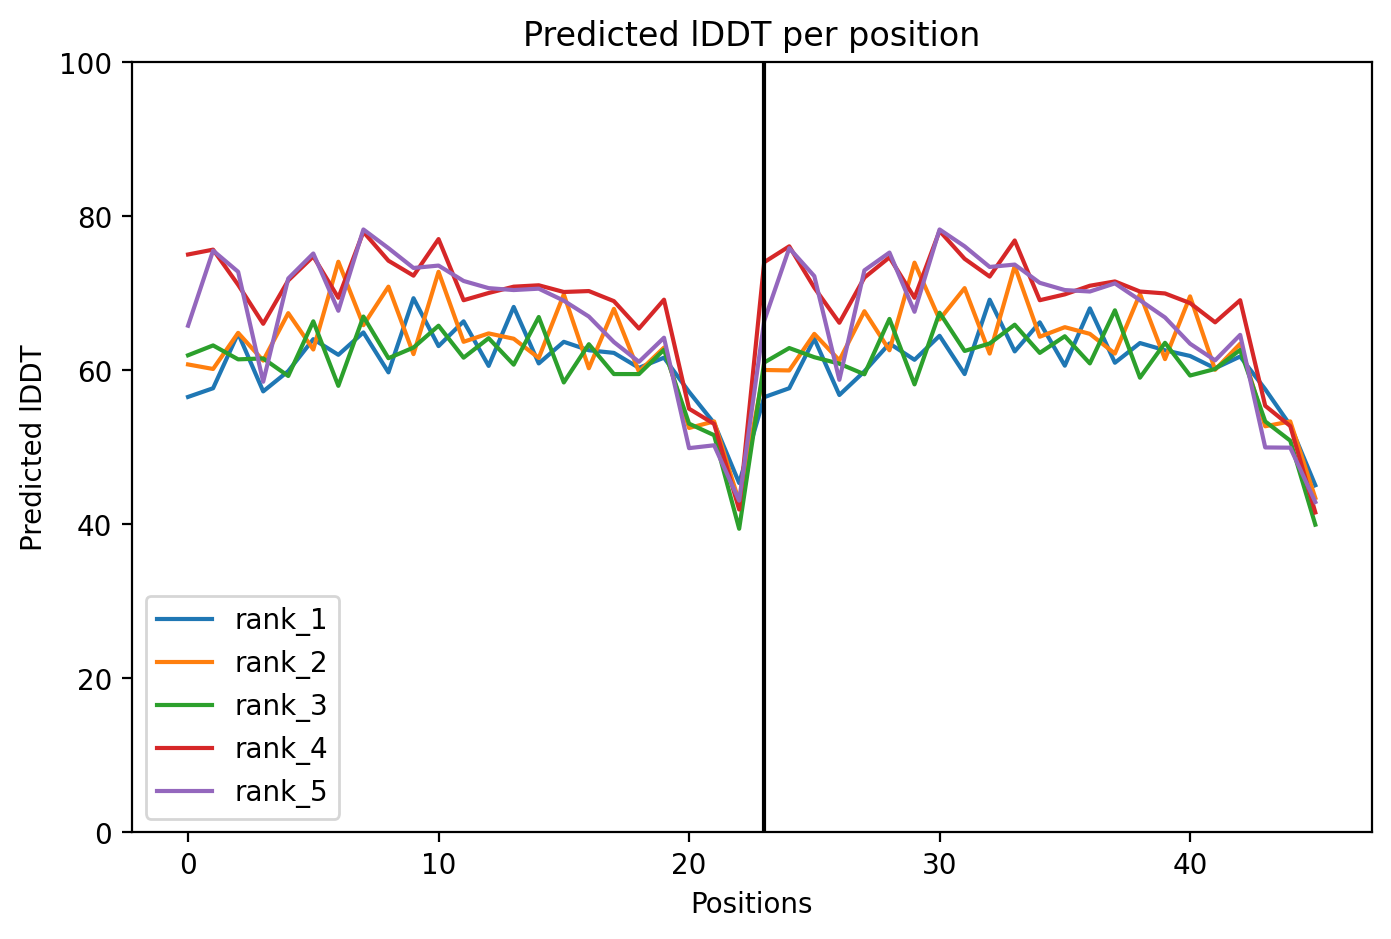 Predicted lDDT per position
100
80
60
40
20
0
Predicted lDDT
rank_1
rank_2
rank_3
rank_4
rank_5
0 10 20 30 40
Positions